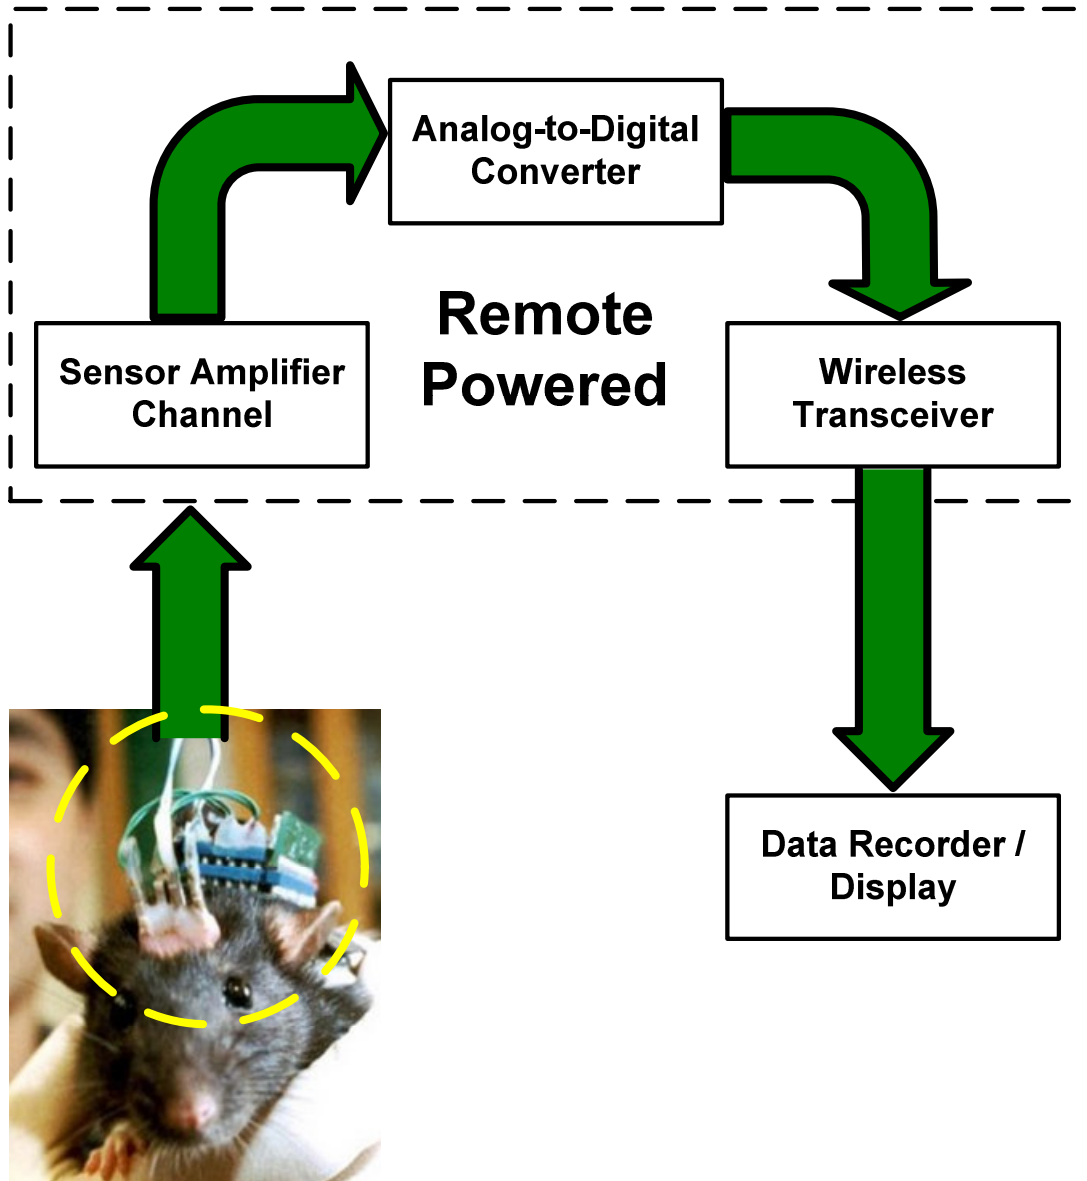 Analog-to-Digital
Converter
Remote
Powered
Sensor Amplifier
Channel
Wireless
Transceiver
Data Recorder /
Display